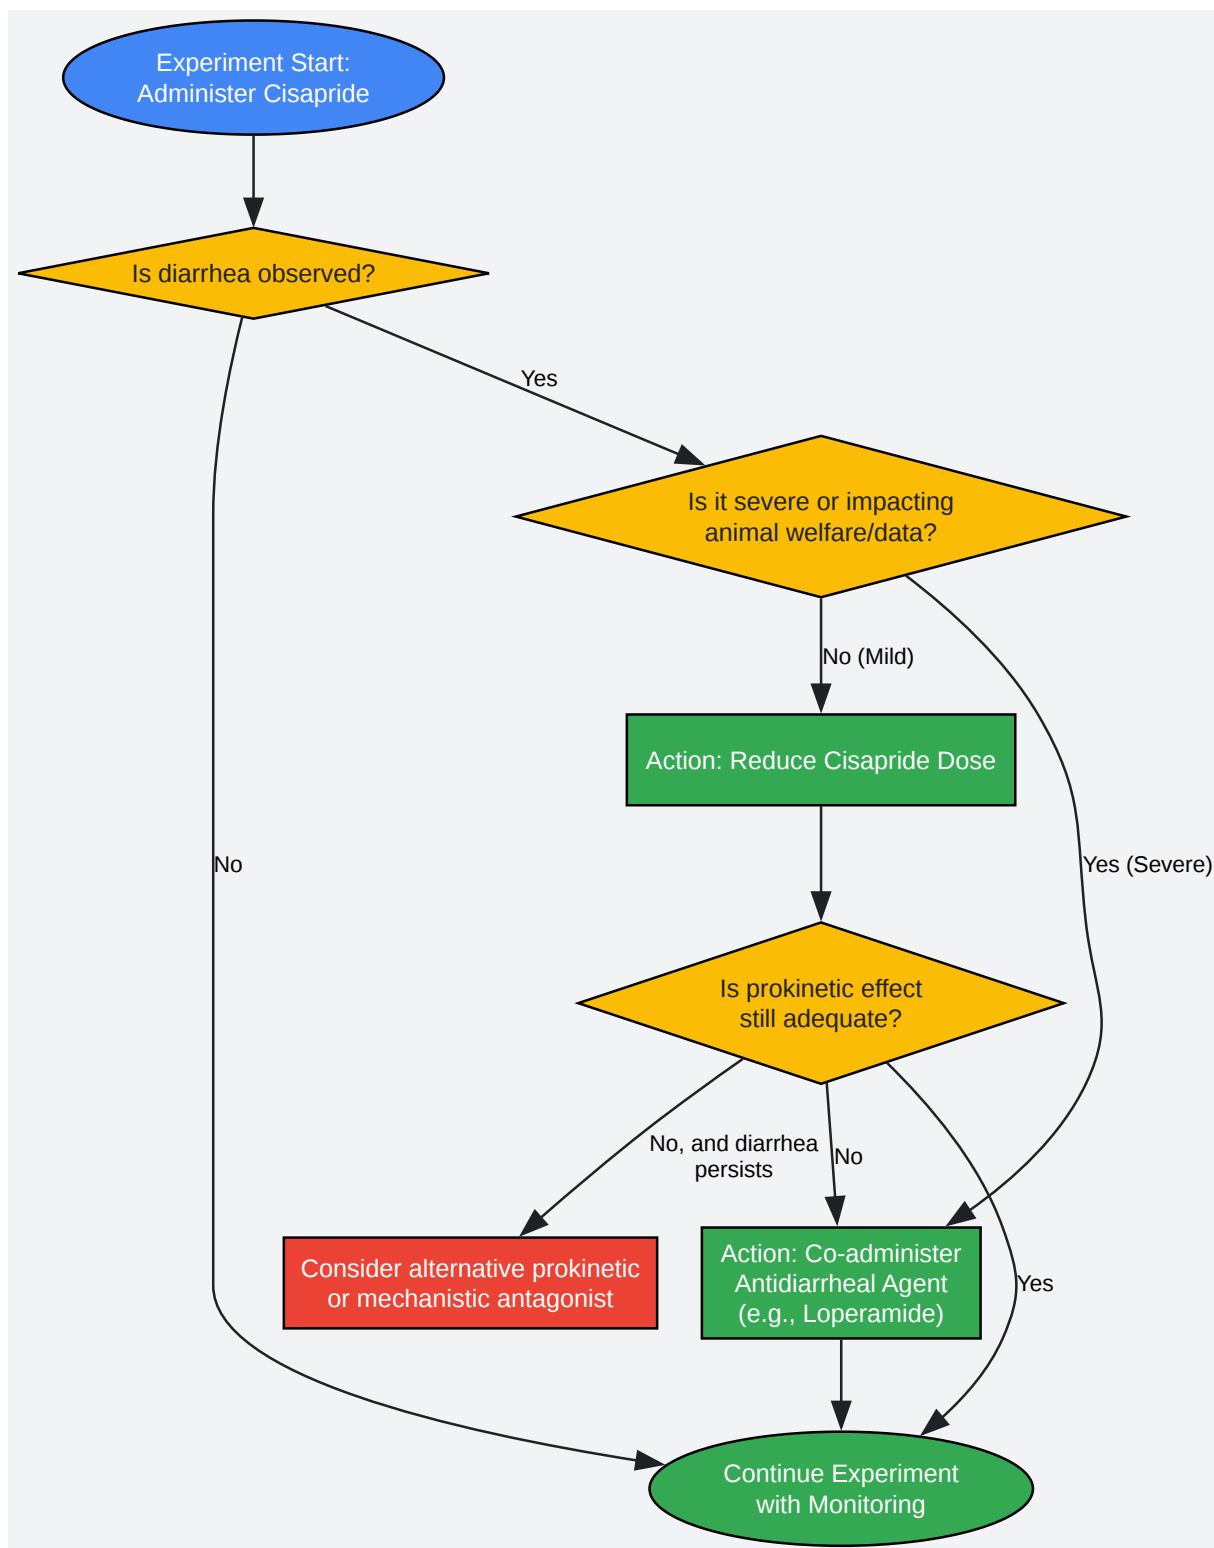 Experiment Start:
Administer Cisapride
Is diarrhea observed?
Yes
Is it severe or impacting
animal welfare/data?
No (Mild)
Action: Reduce Cisapride Dose
No
Yes (Severe)
Is prokinetic effect
still adequate?
No, and diarrhea
persists
No
Consider alternative prokinetic
or mechanistic antagonist
Action: Co-administer
Antidiarrheal Agent
(e.g., Loperamide)
Yes
Continue Experiment
with Monitoring